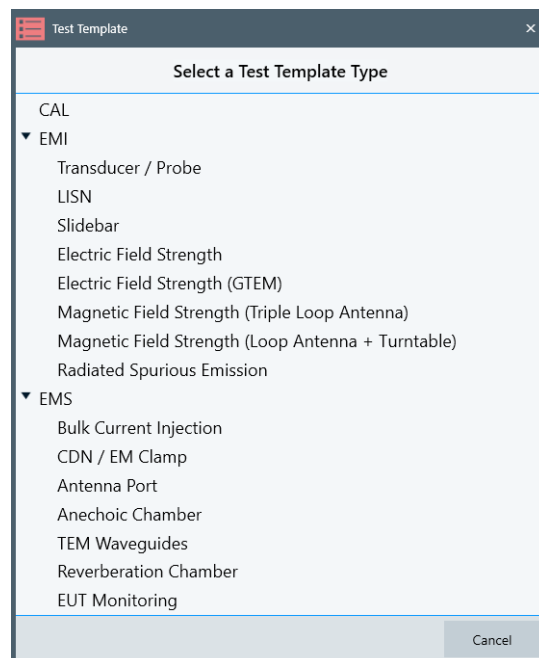 Test Template
Select a Test Template Type
CAL
EMI
Transducer / Probe
LISN
Slidebar
Electric Field Strength
Electric Field Strength (GTEM)
Magnetic Field Strength (Triple Loop Antenna)
Magnetic Field Strength (Loop Antenna + Turntable)
Radiated Spurious Emission
EMS
Bulk Current Injection
CDN / EM Clamp
Antenna Port
Anechoic Chamber
TEM Waveguides
Reverberation Chamber
EUT Monitoring
Cancel